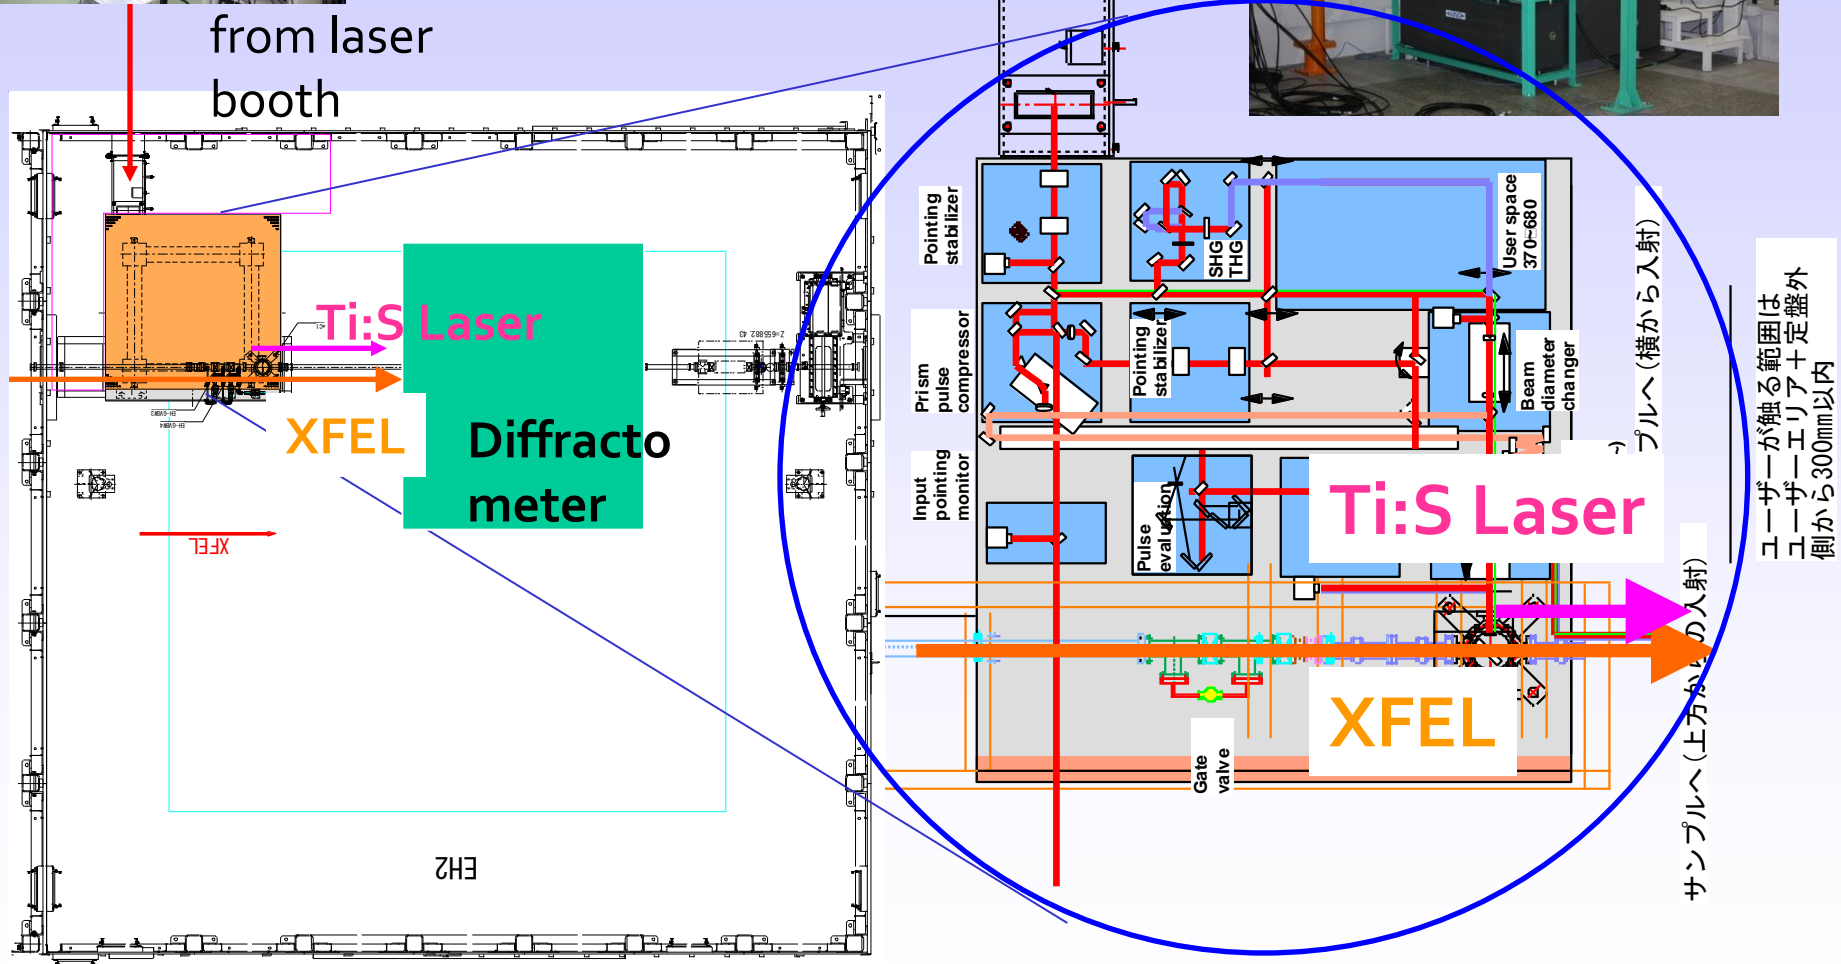 from laser
booth
Ti:S Laser
XFEL
Diffracto
meter
XFEL
EH2
Z=655882.43
Pointing
stabilizer
SHG
THG
User space
370~680
Prism
pulse
compressor
Pointing
stabilizer
Beam
diameter
changer
Input
pointing
monitor
Pulse
evaluation
Ti:S Laser
XFEL
Gate
valve
プルへ（横から入射）
サンプルへ（上方からの入射）
ユーザーが触る範囲は
ユーザーエリア＋定盤外
側から300mm以内